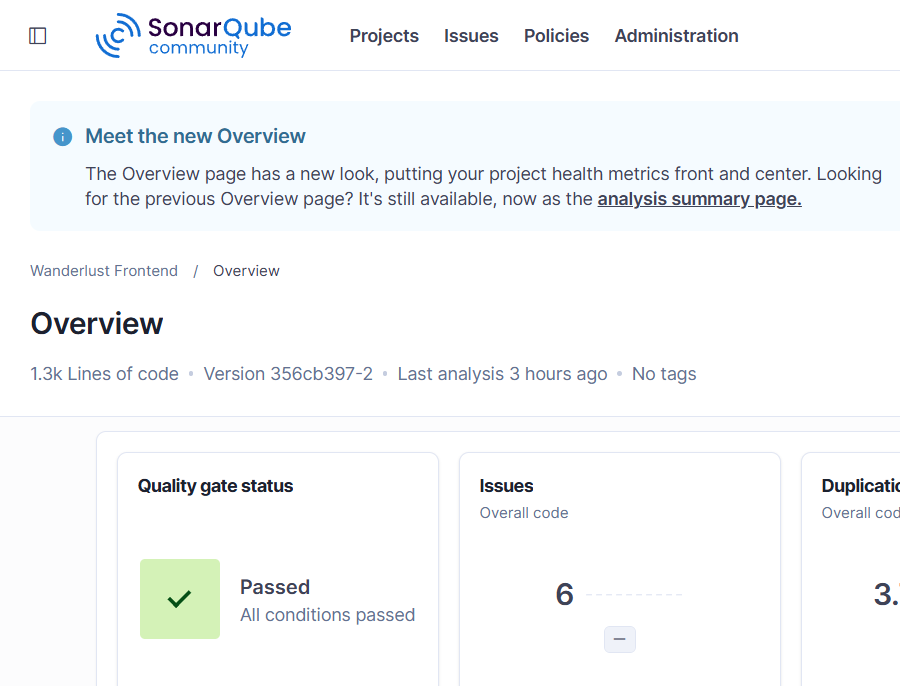 SonarQube
community
Projects Issues Policies Administration
Meet the new Overview
The Overview page has a new look, putting your project health metrics front and center. Looking
for the previous Overview page? It's still available, now as the analysis summary page.
Wanderlust Frontend / Overview
Overview
1.3k Lines of code • Version 356cb397-2 • Last analysis 3 hours ago • No tags
Quality gate status
Passed
All conditions passed
Issues
Overall code
6
Overall
3.